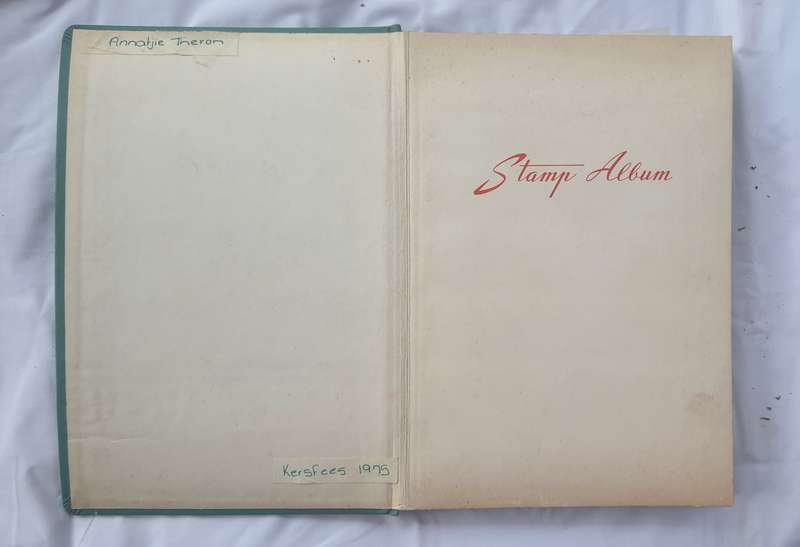 Annatjie Theron
Kersfees 1975
Stamp Album